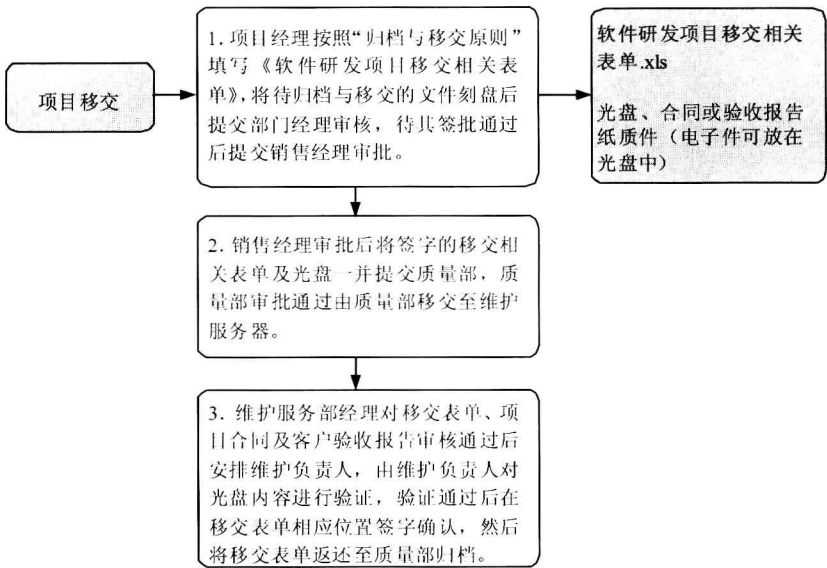 项目移交
1. 项目经理按照“归档与移交原则”
填写《软件研发项目移交相关表
单》，将待归档与移交的文件刻盘后
提交部门经理审核，待其签批通过
后提交销售经理审批。
软件研发项目移交相关
表单.xls
光盘、合同或验收报告
纸质件（电子件可放在
光盘中）
2. 销售经理审批后将签字的移交相
关表单及光盘一并提交质量部，质
量部审批通过由质量部移交至维护
服务器。
3. 维护服务部经理对移交表单、项
目合同及客户验收报告审核通过后
安排维护负责人，由维护负责人对
光盘内容进行验证，验证通过后在
移交表单相应位置签字确认，然后
将移交表单返还至质量部归档。